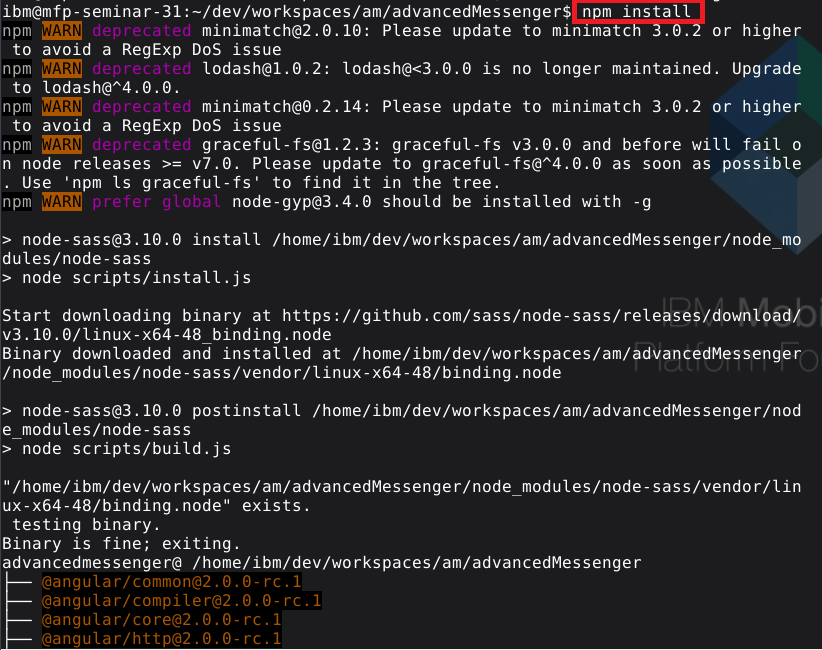 ibm@mfp-seminar-31:~/dev/workspaces/am/advancedMessenger$ npm install
npm WARN deprecated minimatch@2.0.10: Please update to minimatch 3.0.2 or higher
 to avoid a RegExp DoS issue
npm WARN deprecated lodash@1.0.2: lodash@<3.0.0 is no longer maintained. Upgrade
 to lodash@^4.0.0.
npm WARN deprecated minimatch@0.2.14: Please update to minimatch 3.0.2 or higher
 to avoid a RegExp DoS issue
npm WARN deprecated graceful-fs@1.2.3: graceful-fs v3.0.0 and before will fail o
n node releases >= v7.0. Please update to graceful-fs@^4.0.0 as soon as possible
. Use 'npm ls graceful-fs' to find it in the tree.
npm WARN prefer global node-gyp@3.4.0 should be installed with -g

> node-sass@3.10.0 install /home/ibm/dev/workspaces/am/advancedMessenger/node_mo
dules/node-sass
> node scripts/install.js

Start downloading binary at https://github.com/sass/node-sass/releases/download/
v3.10.0/linux-x64-48_binding.node
IBM Mobi
Binary downloaded and installed at /home/ibm/dev/workspaces/am/advancedMessenger
/node_modules/node-sass/vendor/linux-x64-48/binding.node
Platform Fo

> node-sass@3.10.0 postinstall /home/ibm/dev/workspaces/am/advancedMessenger/nod
e_modules/node-sass
> node scripts/build.js

"/home/ibm/dev/workspaces/am/advancedMessenger/node_modules/node-sass/vendor/lin
ux-x64-48/binding.node" exists.
 testing binary.
Binary is fine; exiting.
advancedmessenger@ /home/ibm/dev/workspaces/am/advancedMessenger
├── @angular/common@2.0.0-rc.1
├── @angular/compiler@2.0.0-rc.1
├── @angular/core@2.0.0-rc.1
├── @angular/http@2.0.0-rc.1